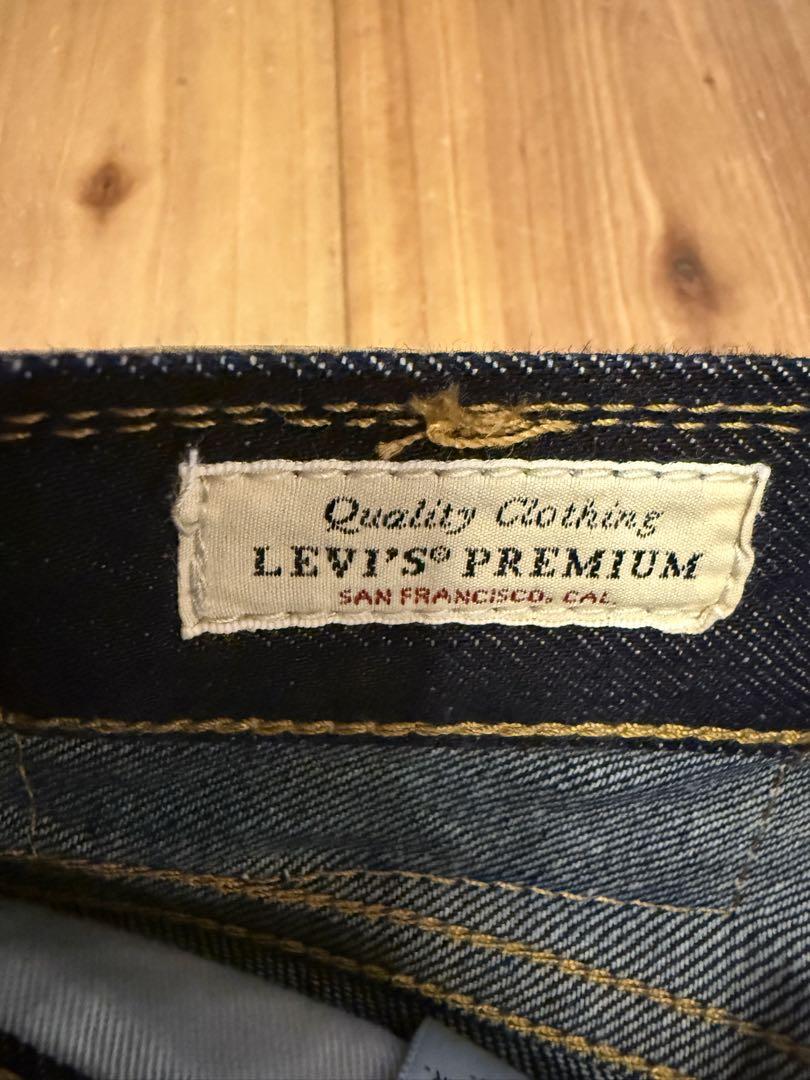 Quality Clothing
LEVI'S® PREMIUM
SAN FRANCISCO, CAL.